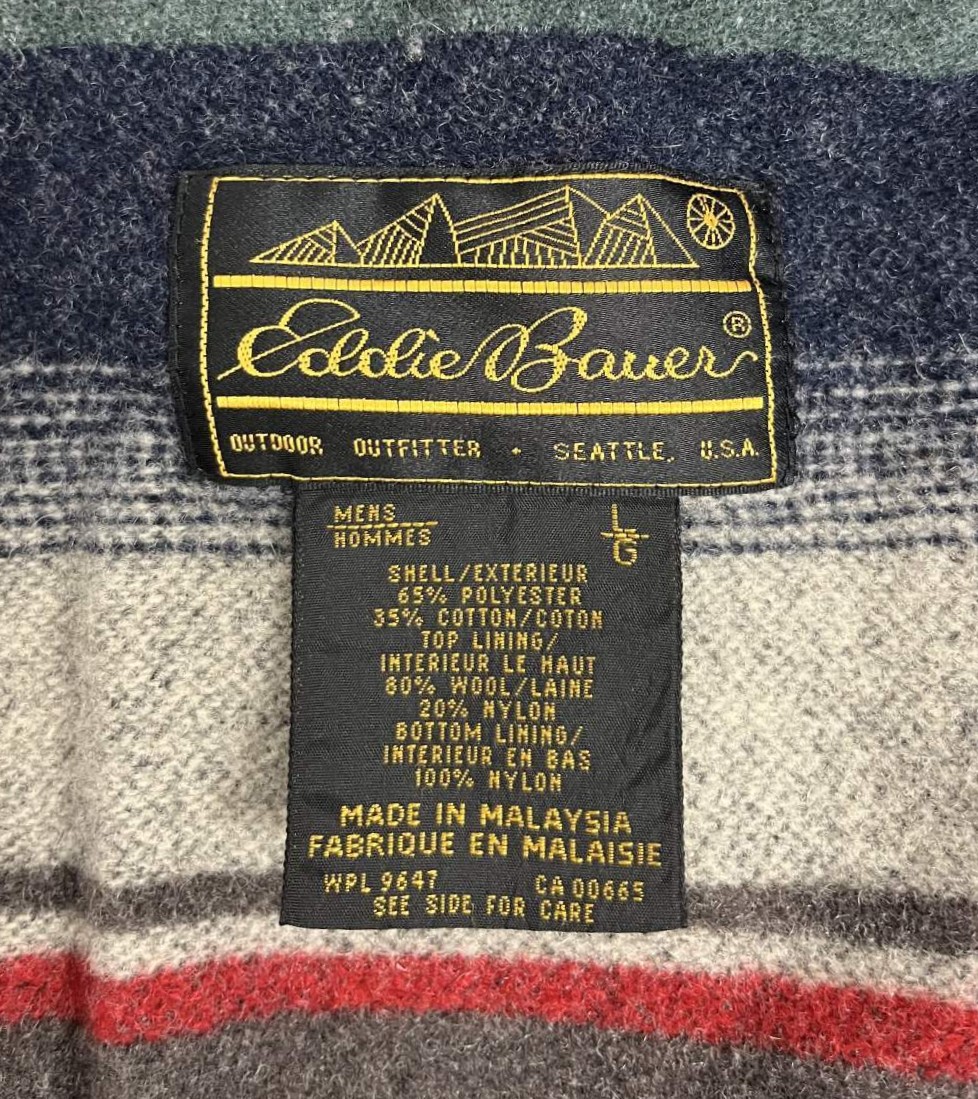 Eddie Bauer ®
OUTDOOR OUTFITTER • SEATTLE, U.S.A.
MENS L
HOMMES G
SHELL/EXTERIEUR
65% POLYESTER
35% COTTON/COTON
TOP LINING/
INTERIEUR LE HAUT
80% WOOL/LAINE
20% NYLON
BOTTOM LINING/
INTERIEUR EN BAS
100% NYLON
MADE IN MALAYSIA
FABRIQUE EN MALAISIE
WPL 9647 CA 00665
SEE SIDE FOR CARE